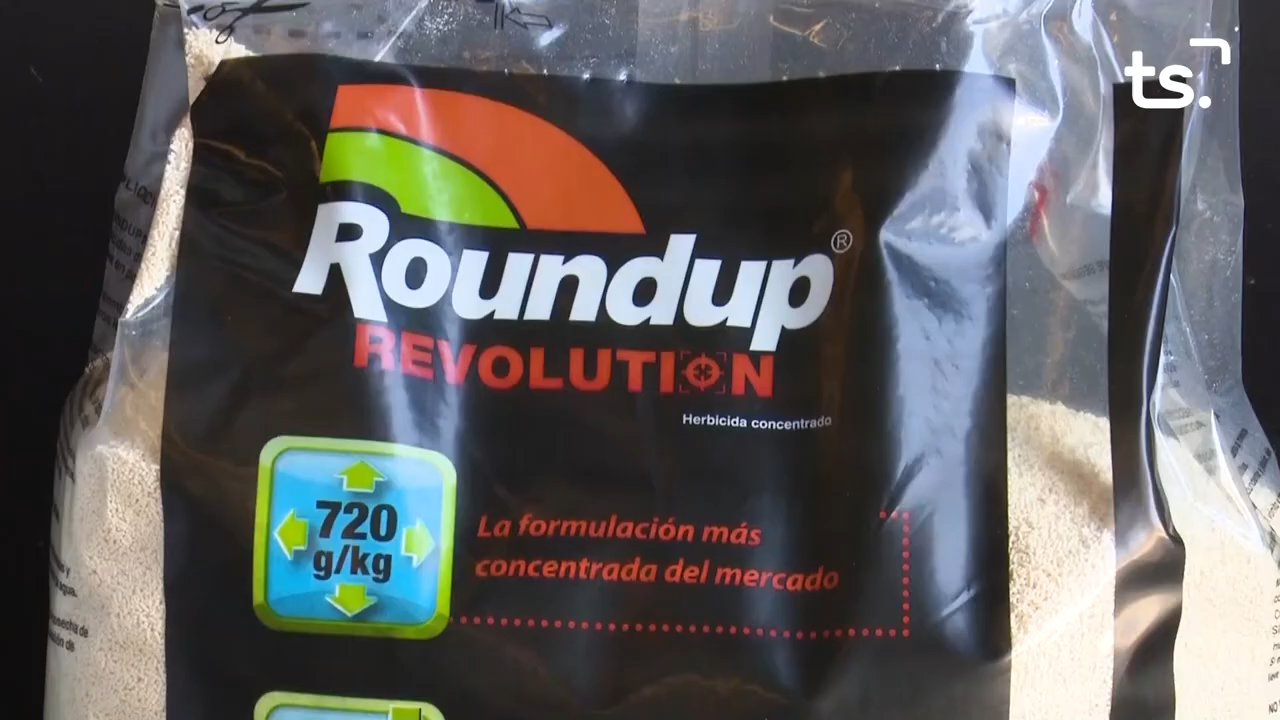 ts.
Roundup®
REVOLUTION
Herbicida concentrado
720
g/kg
La formulación más
concentrada del mercado